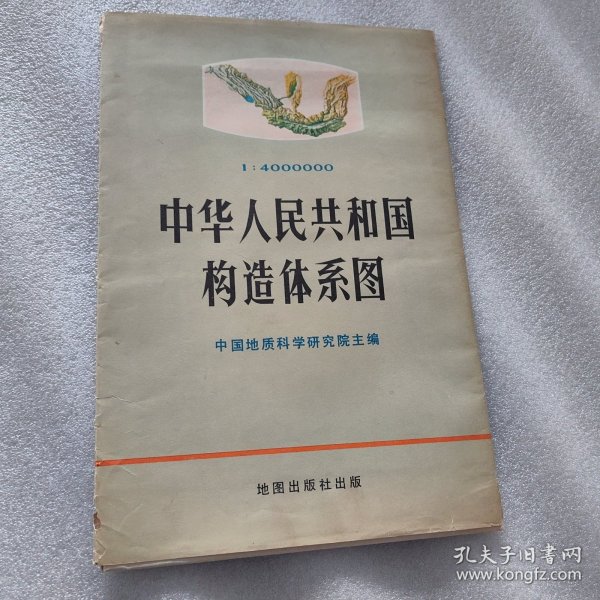 1:4000000
中华人民共和国
构造体系图
中国地质科学研究院主编
地图出版社出版
孔夫子旧书网
www.kongfz.com